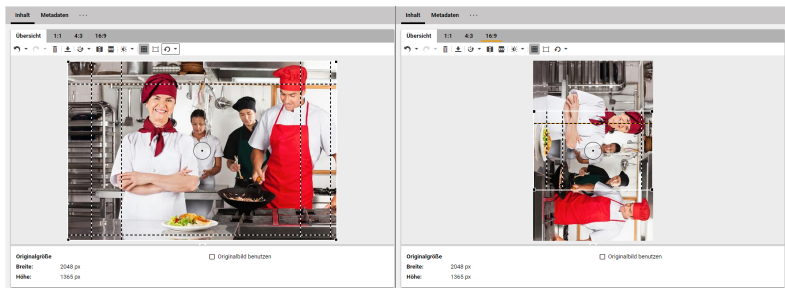 Inhalt Metadaten ···
Übersicht 1:1 4:3 16:9
Originalgröße
Originalbild benutzen
Breite: 2048 px
Höhe: 1365 px
Inhalt Metadaten ···
Übersicht 1:1 4:3 16:9
Originalgröße
Originalbild benutzen
Breite: 2048 px
Höhe: 1365 px